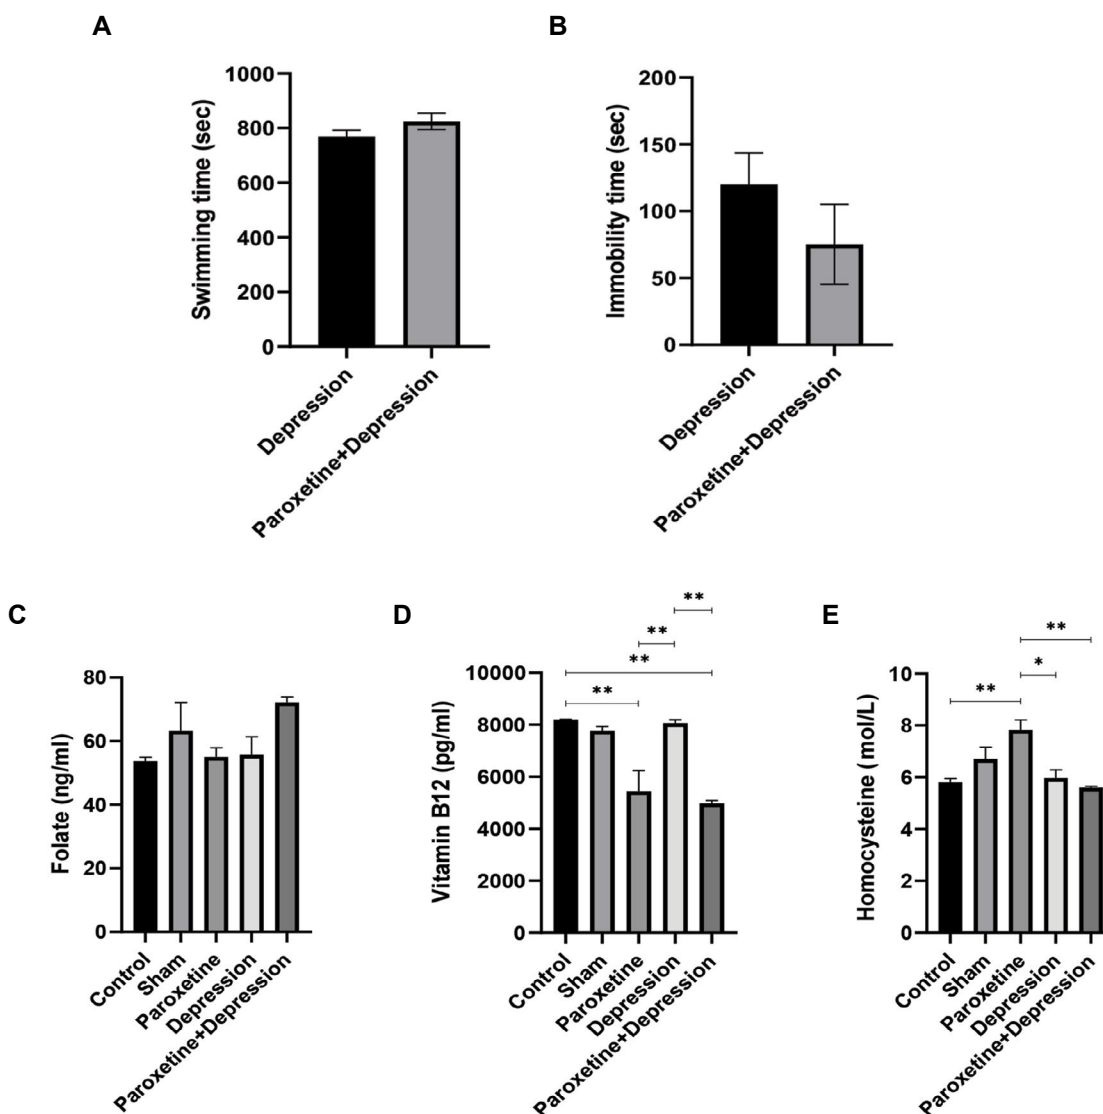 A
B
Swimming time (sec)
1000
800
600
400
200
0
Depression
Paroxetine+Depression
Immobility time (sec)
200
150
100
50
0
Depression
Paroxetine+Depression
C
D
E
Folate (ng/ml)
80
60
40
20
0
Control
Sham
Paroxetine
Depression
Paroxetine+Depression
Vitamin B12 (pg/ml)
10000
8000
6000
4000
2000
0
**
**
**
**
Control
Sham
Paroxetine
Depression
Paroxetine+Depression
Homocysteine (mol/L)
10
8
6
4
2
0
**
*
**
Control
Sham
Paroxetine
Depression
Paroxetine+Depression